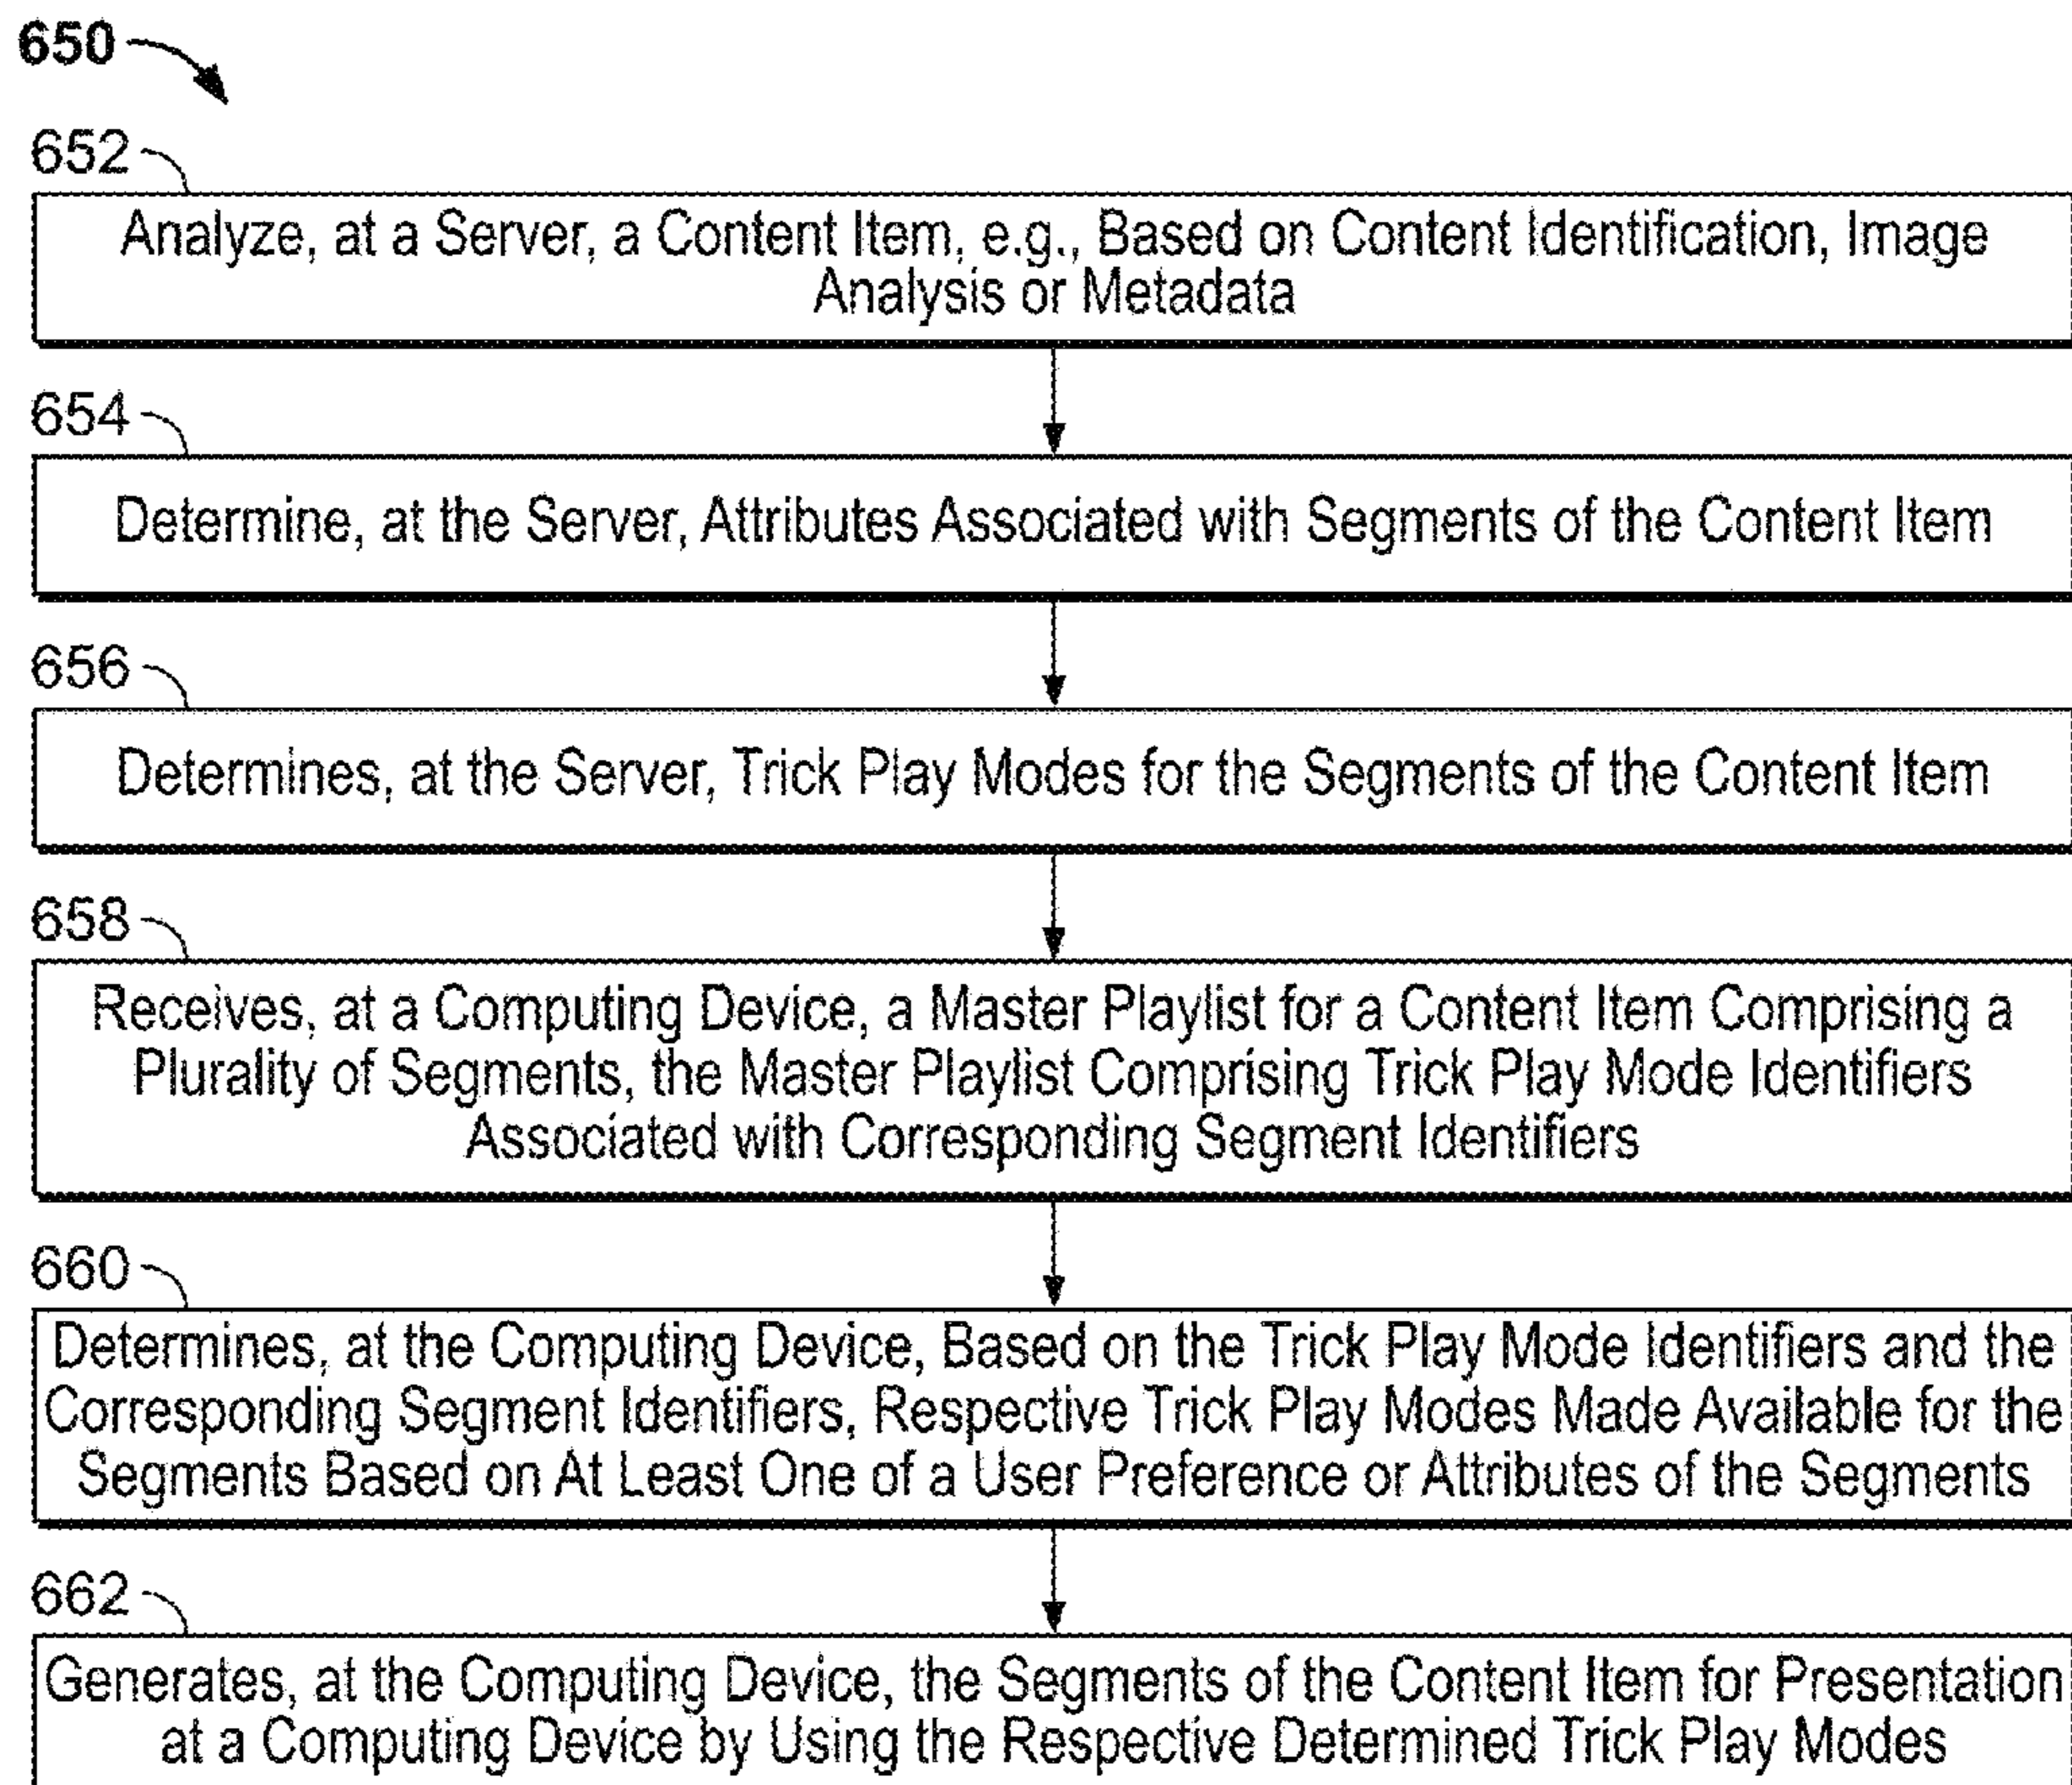 650
652
Analyze, at a Server, a Content Item, e.g., Based on Content Identification, Image
Analysis or Metadata
654
Determine, at the Server, Attributes Associated with Segments of the Content Item
656
Determines, at the Server, Trick Play Modes for the Segments of the Content Item
658
Receives, at a Computing Device, a Master Playlist for a Content Item Comprising a
Plurality of Segments, the Master Playlist Comprising Trick Play Mode Identifiers
Associated with Corresponding Segment Identifiers
660
Determines, at the Computing Device, Based on the Trick Play Mode Identifiers and the
Corresponding Segment Identifiers, Respective Trick Play Modes Made Available for the
Segments Based on At Least One of a User Preference or Attributes of the Segments
662
Generates, at the Computing Device, the Segments of the Content Item for Presentation
at a Computing Device by Using the Respective Determined Trick Play Modes